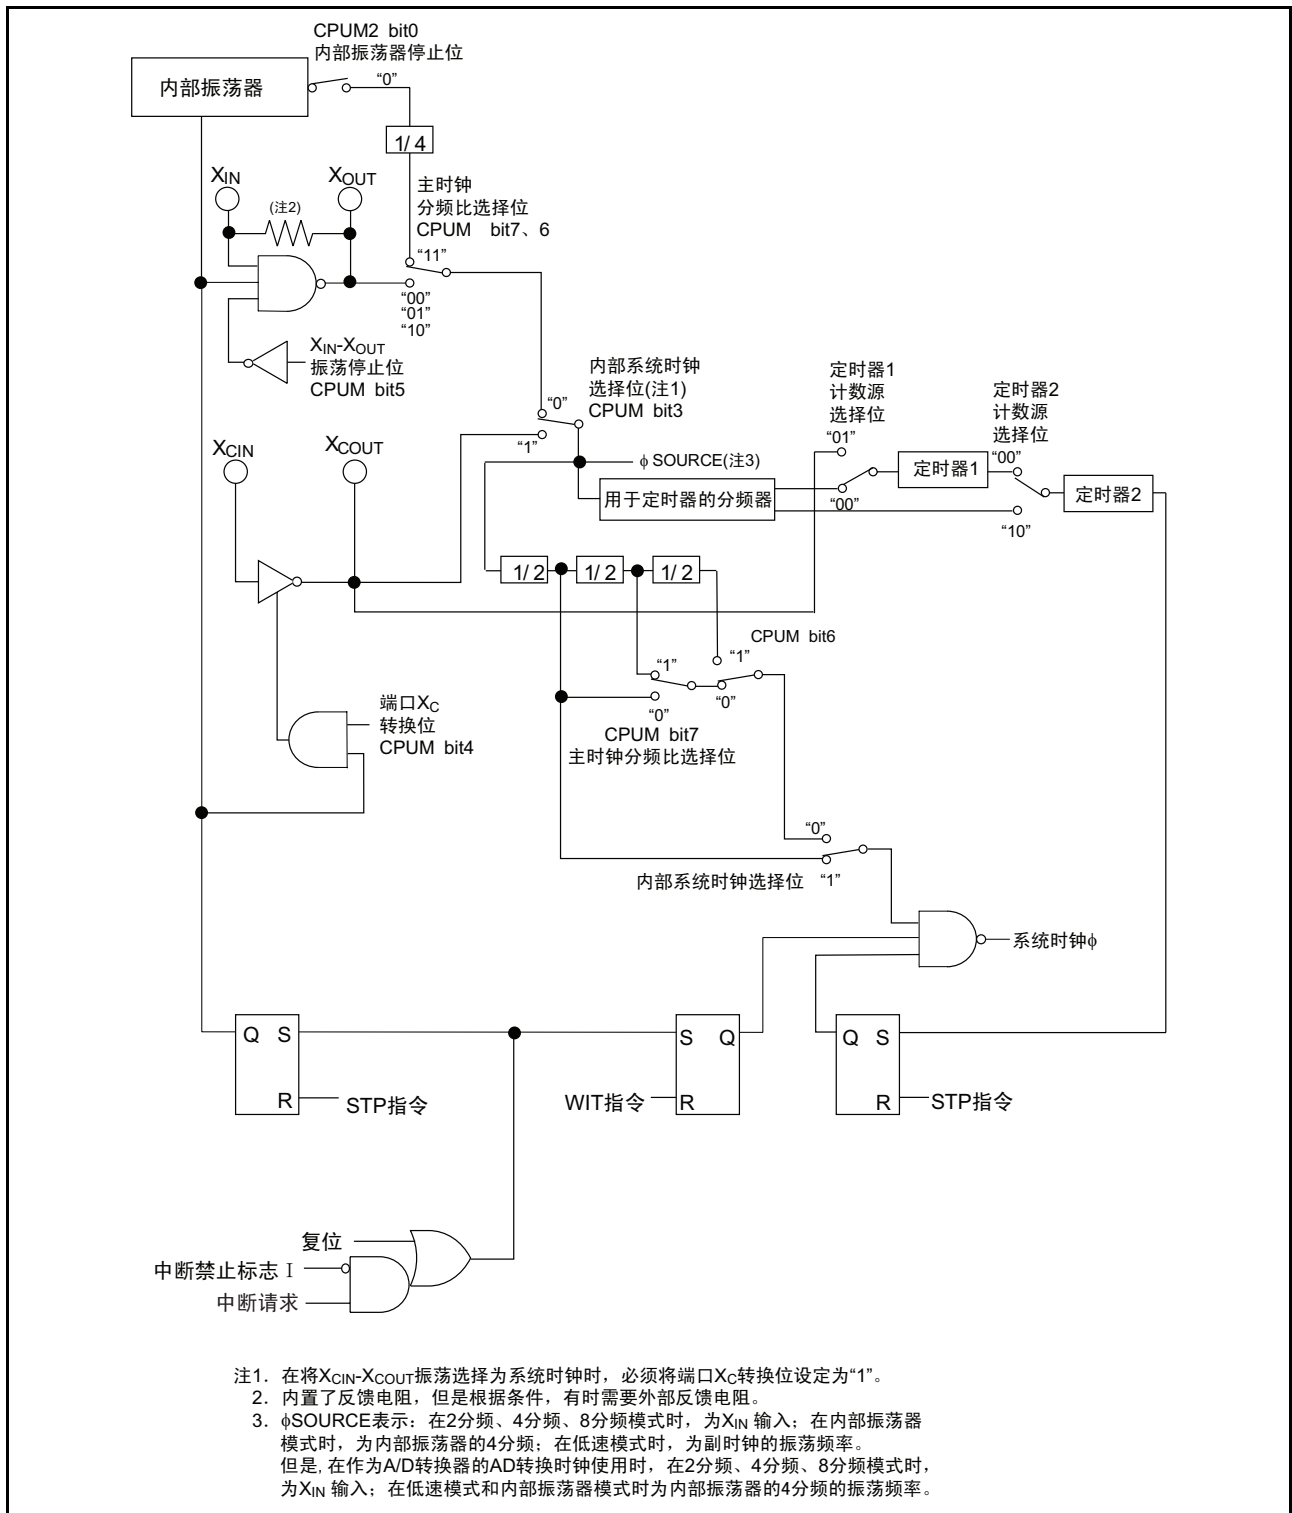 CPUM2 bit0
内部振荡器停止位
内部振荡器
“0”
1/4
XIN
XOUT
(注2)
主时钟
分频比选择位
CPUM bit7、6
“11”
“00”
“01”
“10”
XIN-XOUT
振荡停止位
CPUM bit5
内部系统时钟
选择位(注1)
CPUM bit3
“0”
“1”
定时器1
计数源
选择位
“01”
定时器2
计数源
选择位
“00”
XCIN
XCOUT
φSOURCE(注3)
用于定时器的分频器
“00”
定时器1
定时器2
“10”
1/2
1/2
1/2
CPUM bit6
“1”
“1”
“0”
“0”
CPUM bit7
主时钟分频比选择位
端口XC
转换位
CPUM bit4
“0”
内部系统时钟选择位 “1”
系统时钟φ
Q S
R
STP指令
S Q
R
WIT指令
Q S
R
STP指令
复位
中断禁止标志 I
中断请求
注1. 在将XCIN-XCOUT振荡选择为系统时钟时，必须将端口XC转换位设定为“1”。
2. 内置了反馈电阻，但是根据条件，有时需要外部反馈电阻。
3. φSOURCE表示：在2分频、4分频、8分频模式时，为XIN 输入；在内部振荡器
模式时，为内部振荡器的4分频；在低速模式时，为副时钟的振荡频率。
但是, 在作为A/D转换器的AD转换时钟使用时，在2分频、4分频、8分频模式时，
为XIN 输入；在低速模式和内部振荡器模式时为内部振荡器的4分频的振荡频率。